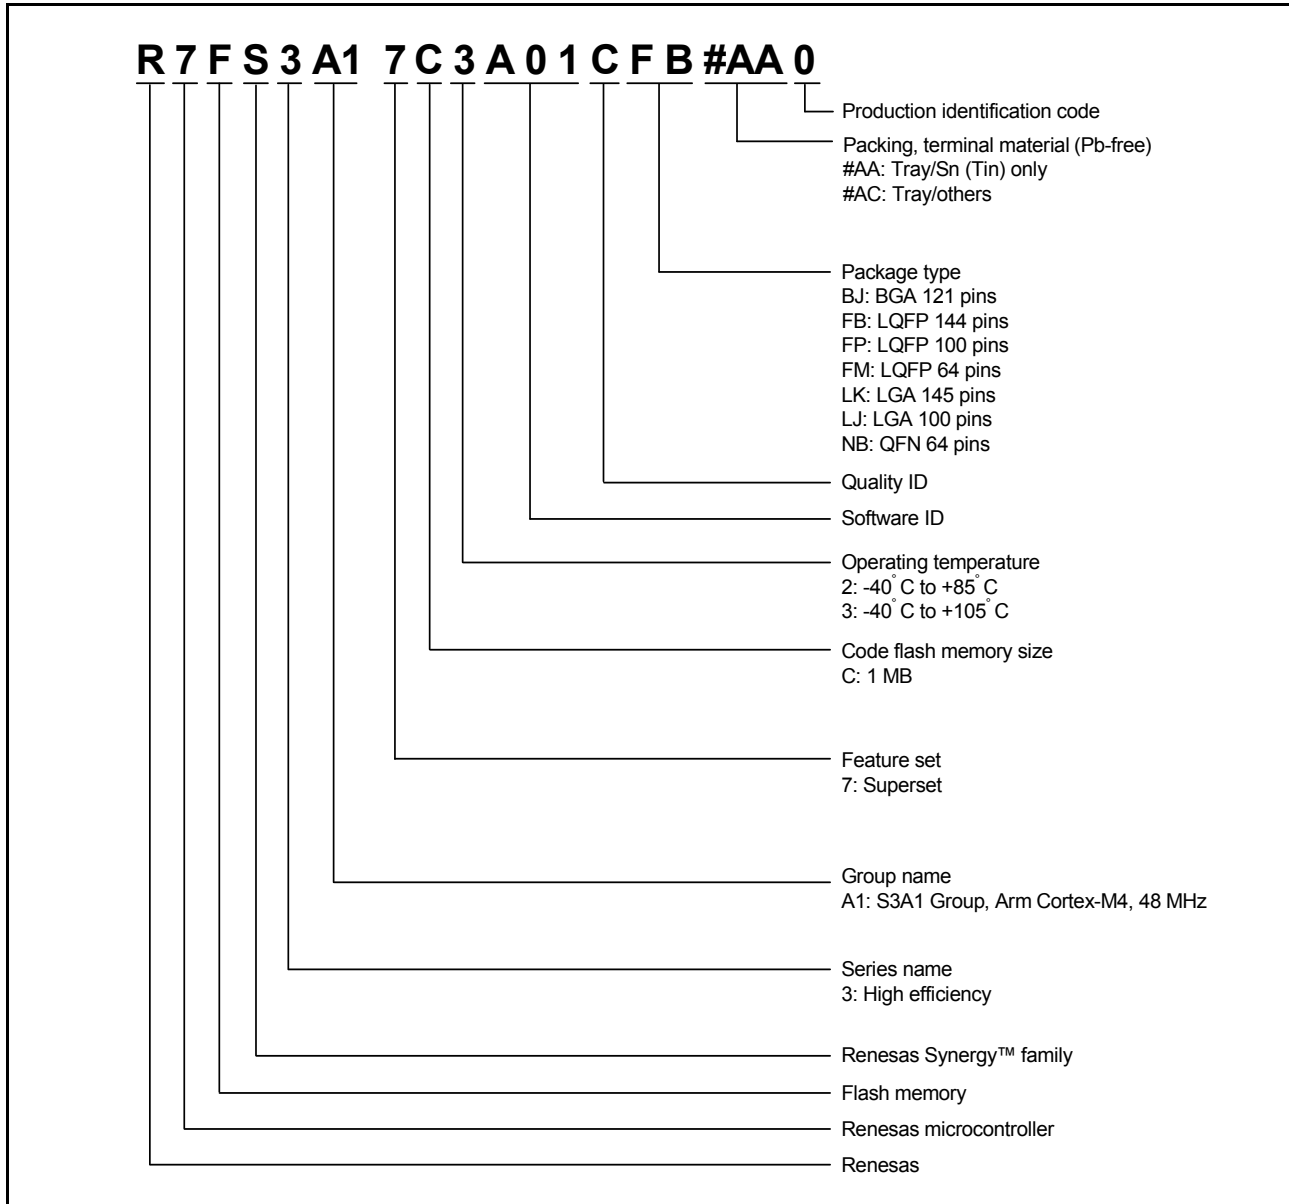 R 7 F S 3 A1 7 C 3 A 0 1 C F B #AA 0
Production identification code
Packing, terminal material (Pb-free)
#AA: Tray/Sn (Tin) only
#AC: Tray/others
Package type
BJ: BGA 121 pins
FB: LQFP 144 pins
FP: LQFP 100 pins
FM: LQFP 64 pins
LK: LGA 145 pins
LJ: LGA 100 pins
NB: QFN 64 pins
Quality ID
Software ID
Operating temperature
2: -40°C to +85°C
3: -40°C to +105°C
Code flash memory size
C: 1 MB
Feature set
7: Superset
Group name
A1: S3A1 Group, Arm Cortex-M4, 48 MHz
Series name
3: High efficiency
Renesas Synergy™ family
Flash memory
Renesas microcontroller
Renesas